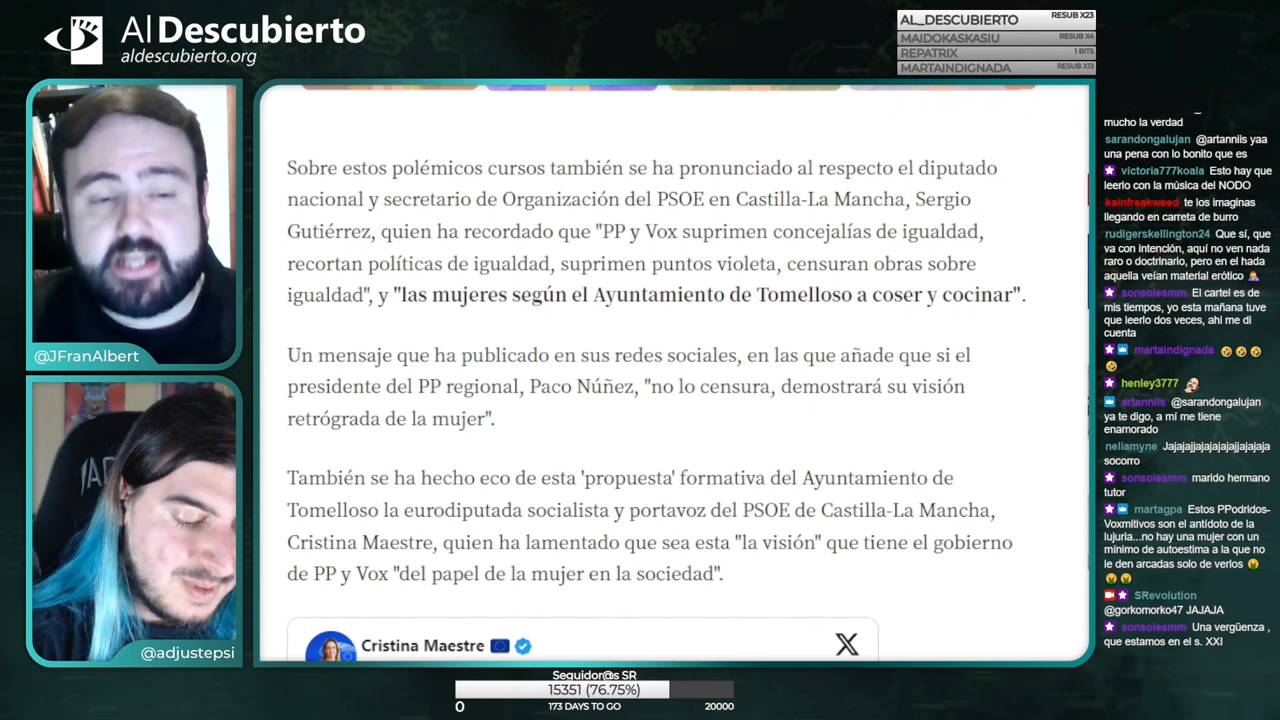 Al Descubierto
aldescubierto.org
AL_DESCUBIERTO RESUB X23
MAIDOKASKASIU RESUB X4
REPATRIX 1 BITS
MARTAINDIGNADA RESUB X13
@JFranAlbert
@adjustepsi
Sobre estos polémicos cursos también se ha pronunciado al respecto el diputado
nacional y secretario de Organización del PSOE en Castilla-La Mancha, Sergio
Gutiérrez, quien ha recordado que "PP y Vox suprimen concejalías de igualdad,
recortan políticas de igualdad, suprimen puntos violeta, censuran obras sobre
igualdad", y "las mujeres según el Ayuntamiento de Tomelloso a coser y cocinar".
Un mensaje que ha publicado en sus redes sociales, en las que añade que si el
presidente del PP regional, Paco Núñez, "no lo censura, demostrará su visión
retrógrada de la mujer".
También se ha hecho eco de esta 'propuesta' formativa del Ayuntamiento de
Tomelloso la eurodiputada socialista y portavoz del PSOE de Castilla-La Mancha,
Cristina Maestre, quien ha lamentado que sea esta "la visión" que tiene el gobierno
de PP y Vox "del papel de la mujer en la sociedad".
Cristina Maestre
mucho la verdad
sarandongalujan @artanniis yaa
una pena con lo bonito que es
victoria777koala Esto hay que
leerlo con la música del NODO
kainfreakweed te los imaginas
llegando en carreta de burro
rudigerskellington24 Que sí, que
va con intención, aquí no ven nada
raro o doctrinario, pero en el hada
aquella veían material erótico
sonsolesmm El cartel es de
mis tiempos, yo esta mañana tuve
que leerlo dos veces, ahi me di
cuenta
martaindignada
henley3777
artanniis @sarandongalujan
ya te digo, a mí me tiene
enamorado
neliamyne Jajajajjajajajajajjajajaja
socorro
sonsolesmm marido hermano
tutor
martagpa Estos PPodridos-
Voxmitivos son el antídoto de la
lujuria...no hay una mujer con un
mínimo de autoestima a la que no
le den arcadas solo de verlos
SRevolution
@gorkomorko47 JAJAJA
sonsolesmm Una vergüenza ,
que estamos en el s. XXI
Seguidor@s SR
15351 (76.75%)
0 173 DAYS TO GO 20000